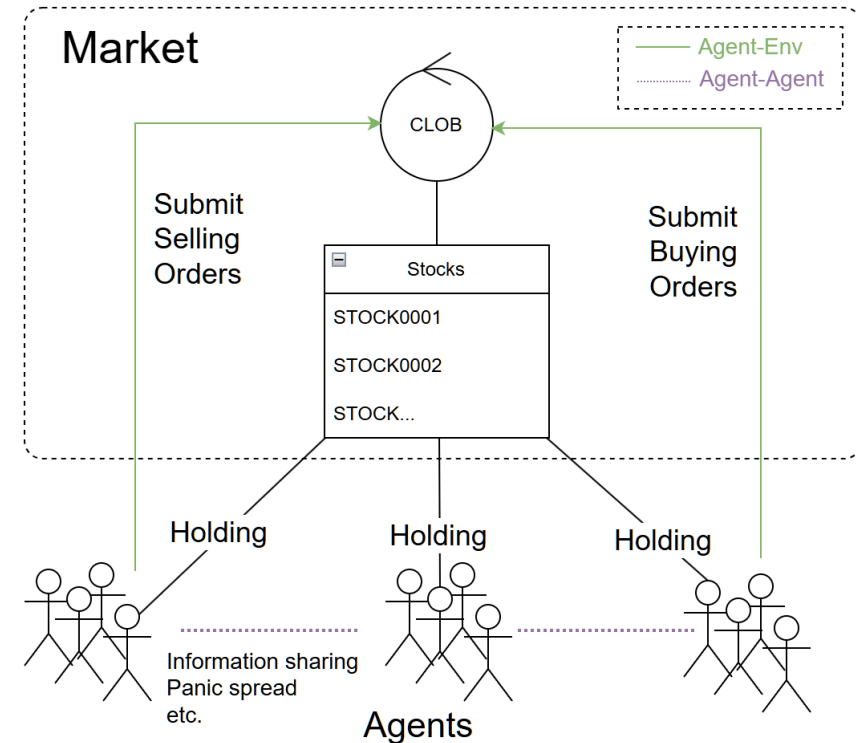 Market
Agent-Env
Agent-Agent
CLOB
Submit
Selling
Orders
Submit
Buying
Orders
Stocks
STOCK0001
STOCK0002
STOCK...
Holding
Holding
Holding
Information sharing
Panic spread
etc.
Agents